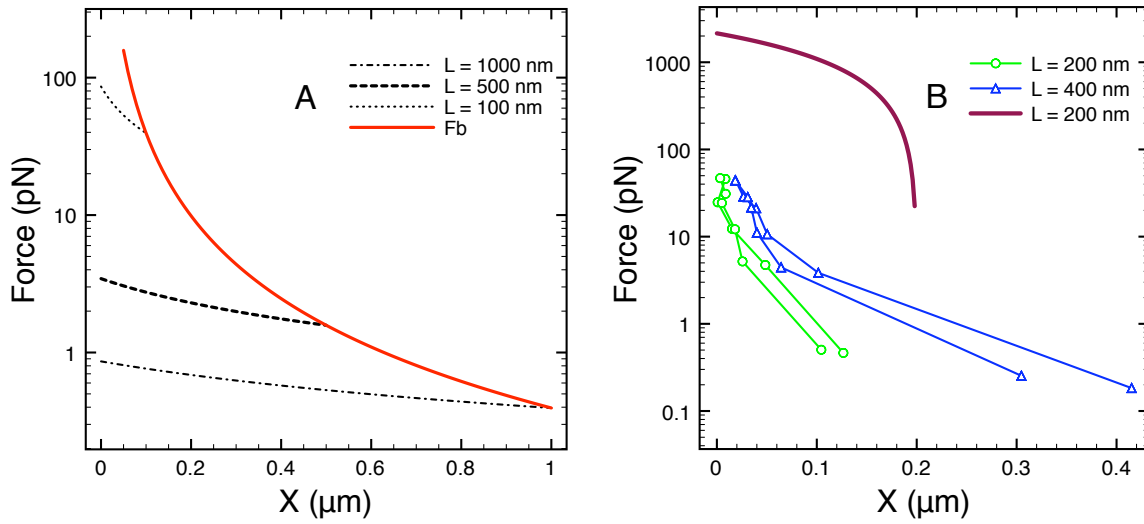 A
L = 1000 nm
L = 500 nm
L = 100 nm
Fb
100
10
1
Force (pN)
0
0.2
0.4
0.6
0.8
1
X (μm)
B
L = 200 nm
L = 400 nm
L = 200 nm
1000
100
10
1
0.1
Force (pN)
0
0.1
0.2
0.3
0.4
X (μm)